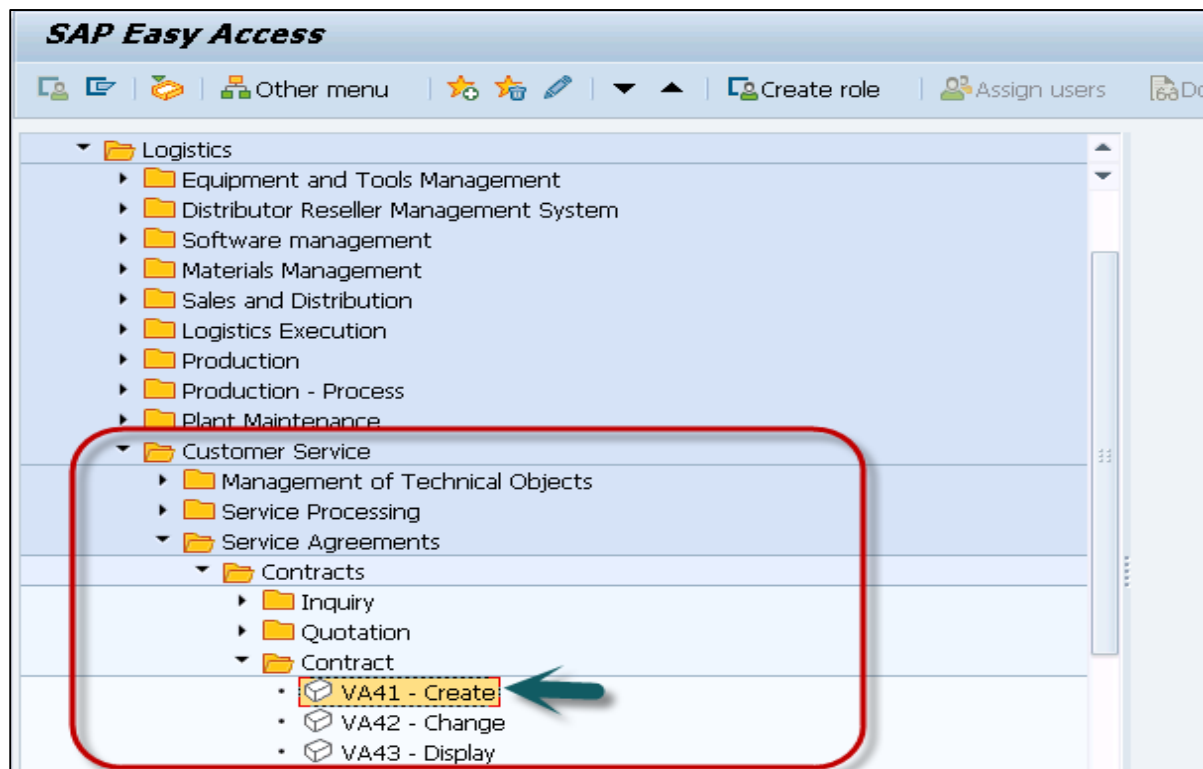 SAP Easy Access
Other menu Create role Assign users Do
Logistics
Equipment and Tools Management
Distributor Reseller Management System
Software management
Materials Management
Sales and Distribution
Logistics Execution
Production
Production - Process
Plant Maintenance
Customer Service
Management of Technical Objects
Service Processing
Service Agreements
Contracts
Inquiry
Quotation
Contract
VA41 - Create
VA42 - Change
VA43 - Display